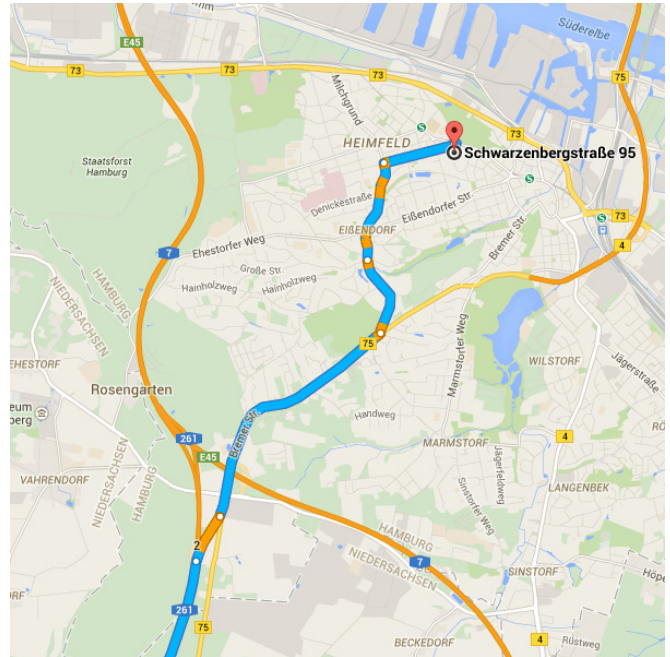 Süderelbe
E45
73
73
75
Milchgrund
HEIMFELD
S
73
Schwarzenbergstraße 95
Staatsforst
Hamburg
S
Denickestraße
Eißendorfer Str.
EIßENDORF
Bremer Str.
S
73
Ehestorfer Weg
4
7
Große Str.
Hainholzweg
Hainholzweg
HAMBURG
NIEDERSACHSEN
75
Marmstorfer Weg
WILSTORF
EHESTORF
Jägerstraße
Rosengarten
Bremer Str.
Handweg
261
E45
MARMSTORF
4
VAHRENDORF
NIEDERSACHSEN
HAMBURG
Jägerfeldweg
Sinstorfer Weg
LANGENBEK
2
HAMBURG
NIEDERSACHSEN
7
SINSTORF
261
75
BECKEDORF
4
Rüstweg